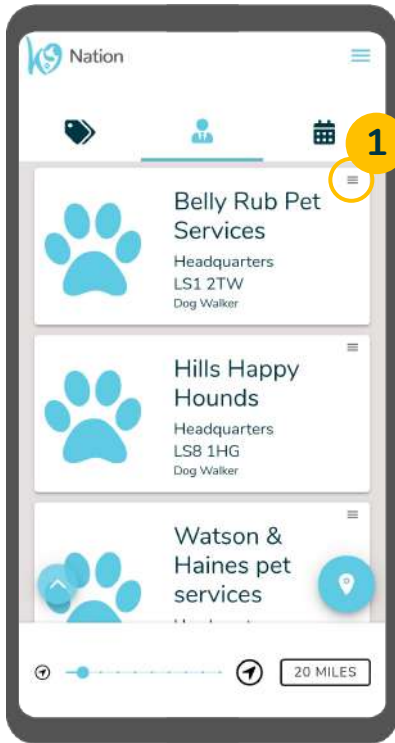 K9 Nation
1
Belly Rub Pet
Services
Headquarters
LS1 2TW
Dog Walker
Hills Happy
Hounds
Headquarters
LS8 1HG
Dog Walker
Watson &
Haines pet
services
20 MILES